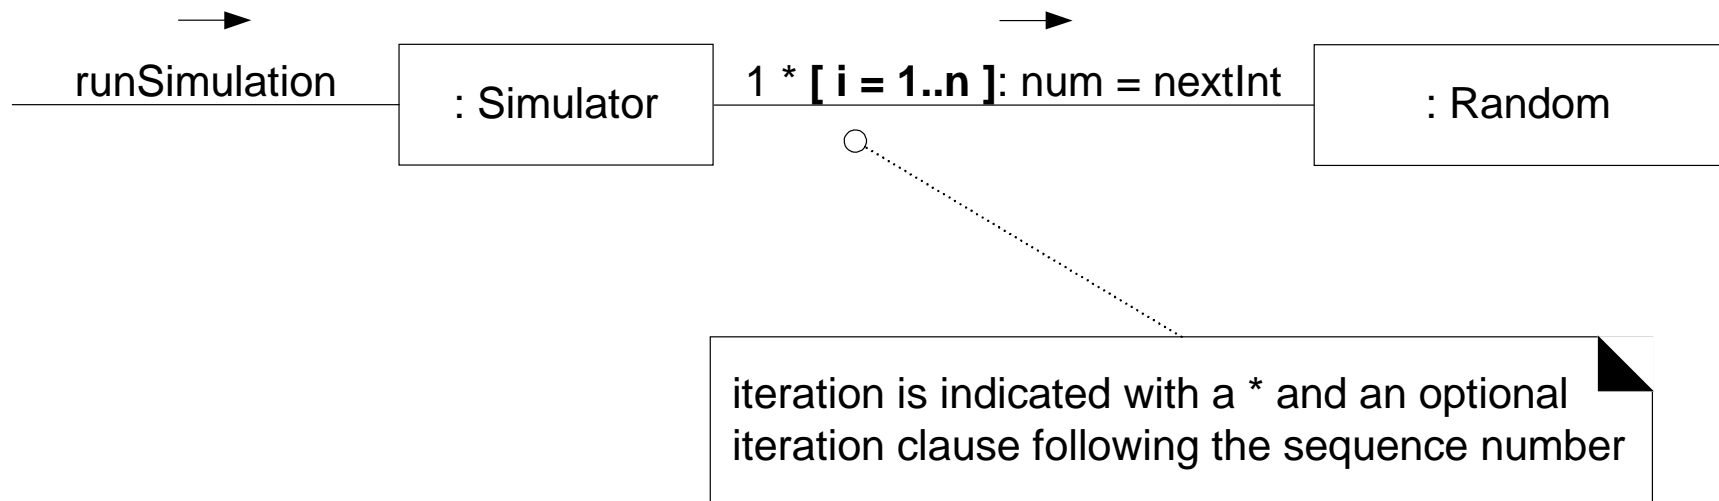 runSimulation
: Simulator
1 * [ i = 1..n ]: num = nextInt
: Random
iteration is indicated with a * and an optional
iteration clause following the sequence number